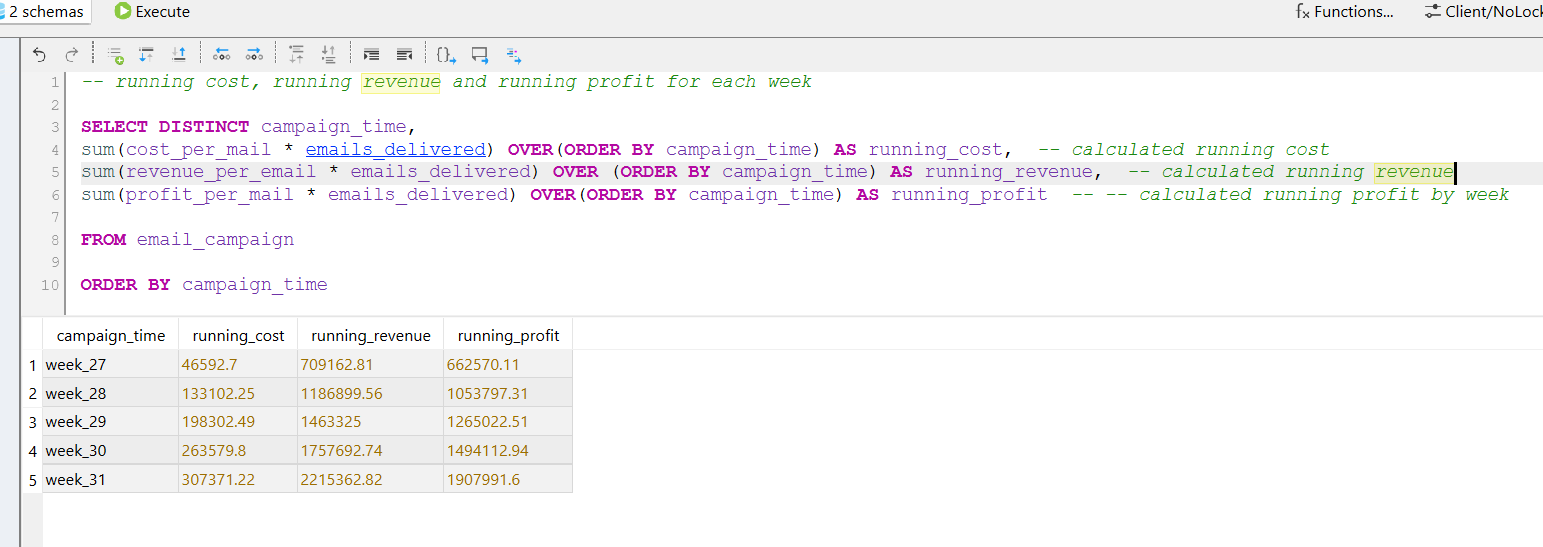 2 schemas Execute Functions... Client/NoLock
1 -- running cost, running revenue and running profit for each week
2
3 SELECT DISTINCT campaign_time,
4 sum(cost_per_mail * emails_delivered) OVER(ORDER BY campaign_time) AS running_cost, -- calculated running cost
5 sum(revenue_per_email * emails_delivered) OVER (ORDER BY campaign_time) AS running_revenue, -- calculated running revenue
6 sum(profit_per_mail * emails_delivered) OVER(ORDER BY campaign_time) AS running_profit -- -- calculated running profit by week
7
8 FROM email_campaign
9
10 ORDER BY campaign_time
campaign_time running_cost running_revenue running_profit
1 week_27 46592.7 709162.81 662570.11
2 week_28 133102.25 1186899.56 1053797.31
3 week_29 198302.49 1463325 1265022.51
4 week_30 263579.8 1757692.74 1494112.94
5 week_31 307371.22 2215362.82 1907991.6